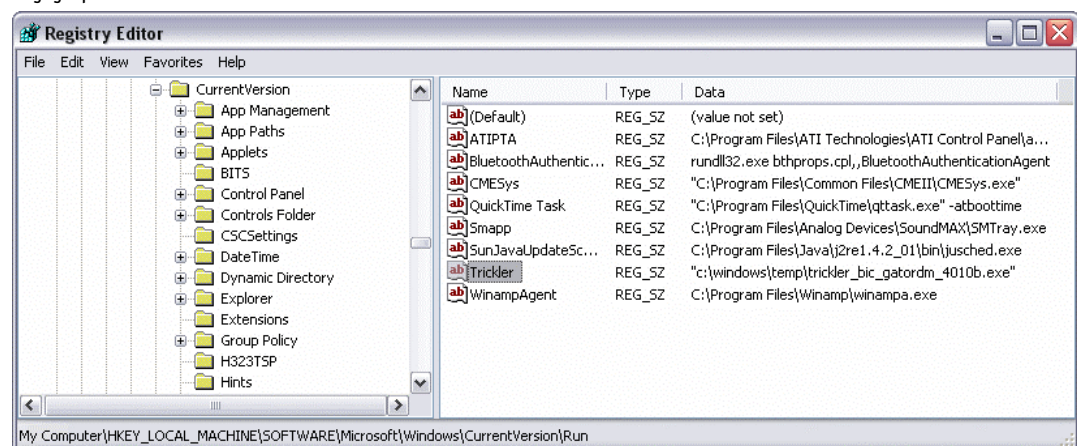 Registry Editor
File Edit View Favorites Help
CurrentVersion
App Management
App Paths
Applets
BITS
Control Panel
Controls Folder
CSCSettings
DateTime
Dynamic Directory
Explorer
Extensions
Group Policy
H323TSP
Hints
Name Type Data
(Default) REG_SZ (value not set)
ATIPTA REG_SZ C:\Program Files\ATI Technologies\ATI Control Panel\a...
BluetoothAuthentic... REG_SZ rundll32.exe bthprops.cpl,,BluetoothAuthenticationAgent
CMESys REG_SZ "C:\Program Files\Common Files\CMEII\CMESys.exe"
QuickTime Task REG_SZ "C:\Program Files\QuickTime\qttask.exe" -atboottime
Smapp REG_SZ C:\Program Files\Analog Devices\SoundMAX\SMTray.exe
SunJavaUpdateSc... REG_SZ C:\Program Files\Java\j2re1.4.2_01\bin\jusched.exe
Trickler REG_SZ "c:\windows\temp\trickler_bic_gatordm_4010b.exe"
WinampAgent REG_SZ C:\Program Files\Winamp\winampa.exe
My Computer\HKEY_LOCAL_MACHINE\SOFTWARE\Microsoft\Windows\CurrentVersion\Run